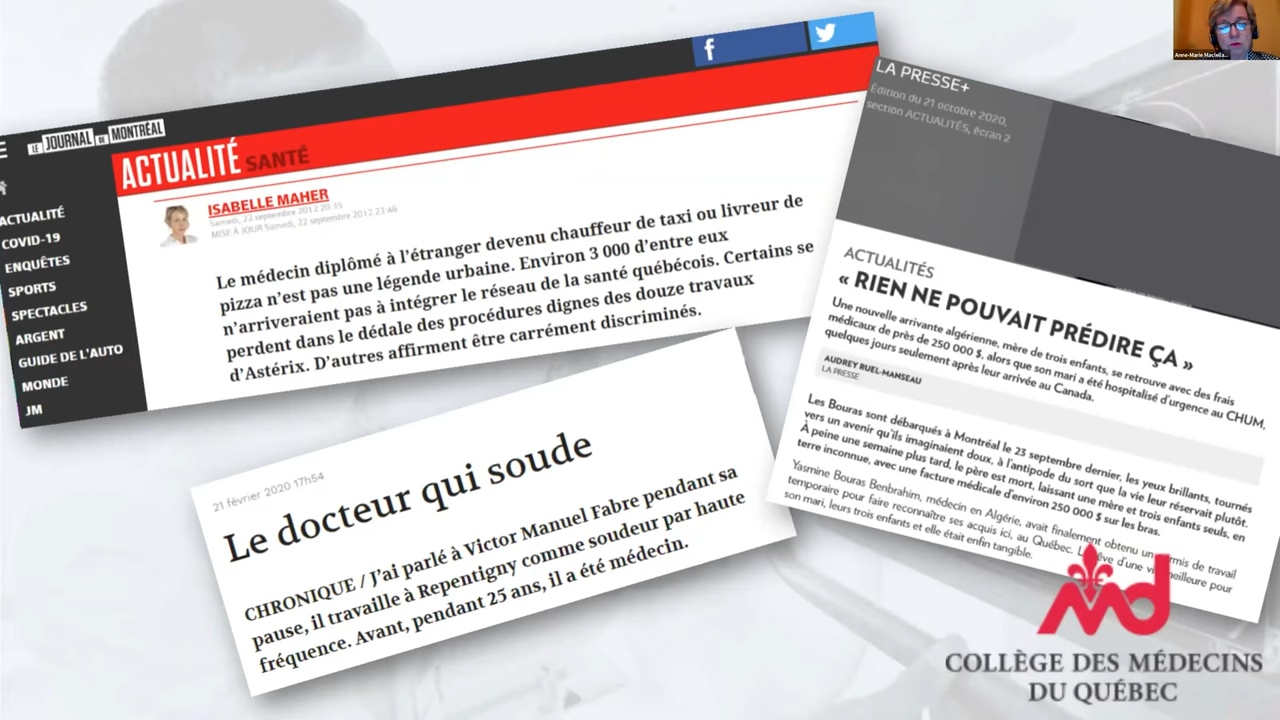 LE JOURNAL DE MONTRÉAL
ACTUALITÉ
COVID-19
ENQUÊTES
SPORTS
SPECTACLES
ARGENT
GUIDE DE L'AUTO
MONDE
JM
ACTUALITÉ SANTÉ
ISABELLE MAHER
Samedi, 22 septembre 2012 20:35
MISE À JOUR Samedi, 22 septembre 2012 23:46
Le médecin diplômé à l'étranger devenu chauffeur de taxi ou livreur de
pizza n'est pas une légende urbaine. Environ 3 000 d'entre eux
n'arriveraient pas à intégrer le réseau de la santé québécois. Certains se
perdent dans le dédale des procédures dignes des douze travaux
d'Astérix. D'autres affirment être carrément discriminés.
21 février 2020 17h54
Le docteur qui soude
CHRONIQUE / J'ai parlé à Victor Manuel Fabre pendant sa
pause, il travaille à Repentigny comme soudeur par haute
fréquence. Avant, pendant 25 ans, il a été médecin.
LA PRESSE+
Édition du 21 octobre 2020,
section ACTUALITÉS, écran 2
ACTUALITÉS
« RIEN NE POUVAIT PRÉDIRE ÇA »
Une nouvelle arrivante algérienne, mère de trois enfants, se retrouve avec des frais
médicaux de près de 250 000 $, alors que son mari a été hospitalisé d'urgence au CHUM,
quelques jours seulement après leur arrivée au Canada.
AUDREY RUEL-MANSEAU
LA PRESSE
Les Bouras sont débarqués à Montréal le 23 septembre dernier, les yeux brillants, tournés
vers un avenir qu'ils imaginaient doux, à l'antipode du sort que la vie leur réservait plutôt.
À peine une semaine plus tard, le père est mort, laissant une mère et trois enfants seuls, en
terre inconnue, avec une facture médicale d'environ 250 000 $ sur les bras.
Yasmine Bouras Benbrahim, médecin en Algérie, avait finalement obtenu un permis de travail
temporaire pour faire reconnaître ses acquis ici, au Québec. Le rêve d'une vie meilleure pour
son mari, leurs trois enfants et elle était enfin tangible.
COLLÈGE DES MÉDECINS
DU QUÉBEC